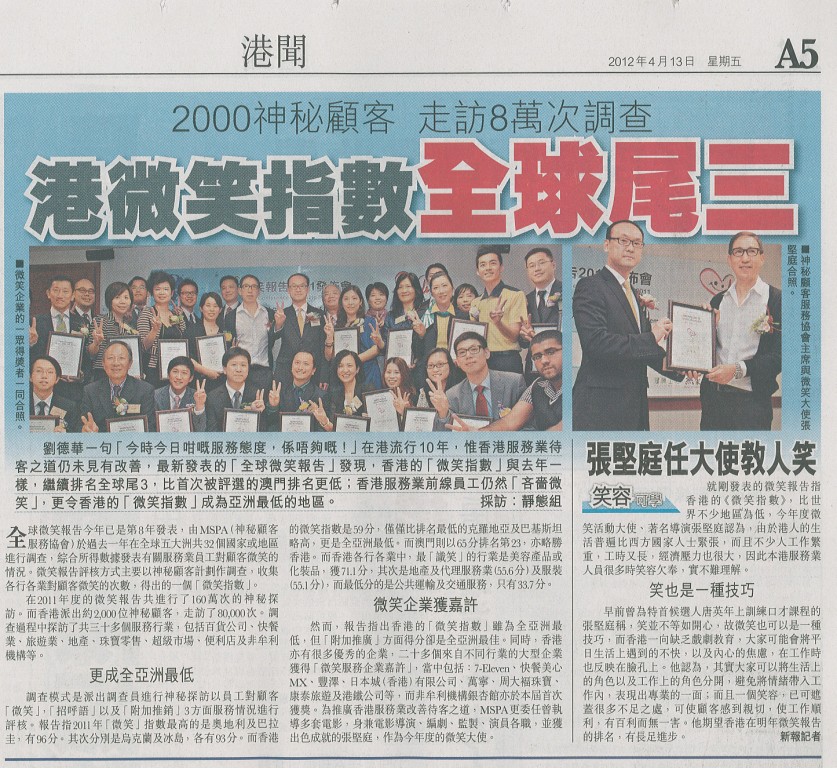 港聞
2012年4月13日 星期五
A5
2000神秘顧客 走訪8萬次調查
港微笑指數全球尾三
■微笑企業的一眾得獎者一同合照。
■神秘顧客服務協會主席與微笑大使張
堅庭合照。
劉德華一句「今時今日咁嘅服務態度，係唔夠嘅！」在港流行10年，惟香港服務業待
客之道仍未見有改善，最新發表的「全球微笑報告」發現，香港的「微笑指數」與去年一
樣，繼續排名全球尾3，比首次被評選的澳門排名更低；香港服務業前線員工仍然「吝嗇微
笑」，更令香港的「微笑指數」成為亞洲最低的地區。
採訪：靜態組
全球微笑報告今年已是第8年發表，由MSPA（神秘顧客
服務協會）於過去一年在全球五大洲共32個國家或地區
進行調查，綜合所得數據發表有關服務業員工對顧客微笑的
情況。微笑報告評核方式主要以神秘顧客計劃作調查，收集
各行各業對顧客微笑的次數，得出的一個「微笑指數」。
在2011年度的微笑報告共進行了160萬次的神秘探
訪。而香港派出約2,000位神秘顧客，走訪了80,000次。調
查過程中探訪了共三十多個服務行業，包括百貨公司、快餐
業、旅遊業、地產、珠寶零售、超級市場、便利店及非牟利
機構等。
更成全亞洲最低
調查模式是派出調查員進行神秘探訪以員工對顧客
「微笑」，「招呼語」以及「附加推銷」3方面服務情況進行
評核。報告指2011年「微笑」指數最高的是奧地利及巴拉
圭，有96分。其次分別是烏克蘭及冰島，各有93分。而香港
的微笑指數是59分，僅僅比排名最低的克羅地亞及巴基斯坦
略高，更是全亞洲最低。而澳門則以65分排名第23，亦略勝
香港。而香港各行各業中，最「識笑」的行業是美容產品或
化裝品，獲71.1分，其次是地產及代理服務業（55.6分）及服裝
（55.1分），而最低分的是公共運輸及交通服務，只有33.7分。
微笑企業獲嘉許
然而，報告指出香港的「微笑指數」雖為全亞洲最
低，但「附加推廣」方面得分卻是全亞洲最佳。同時，香港
亦有很多優秀的企業，二十多個來自不同行業的大型企業
獲得「微笑服務企業嘉許」，當中包括：7-Eleven、快餐美心
MX、豐澤、日本城(香港)有限公司、萬寧、周大福珠寶、
康泰旅遊及港鐵公司等，而非牟利機構銀杏館亦於本屆首次
獲獎。為推廣香港服務業改善待客之道，MSPA更委任曾執
導多套電影，身兼電影導演、編劇、監製、演員各職，並獲
出色成就的張堅庭，作為今年度的微笑大使。
張堅庭任大使教人笑
笑容可學
就剛發表的微笑報告指
香港的《微笑指數》，比世
界不少地區為低，今年度微
笑活動大使、著名導演張堅庭認為，由於港人的生
活普遍比西方國家人士緊張，而且不少人工作繁
重，工時又長，經濟壓力也很大，因此本港服務業
人員很多時笑容欠奉，實不難理解。
笑也是一種技巧
早前曾為特首候選人唐英年上訓練口才課程的
張堅庭稱，笑並不等如開心，故微笑也可以是一種
技巧，而香港一向缺乏戲劇教育，大家可能會將平
日生活上遇到的不快，以及內心的焦慮，在工作時
也反映在臉孔上。他認為，其實大家可以將生活上
的角色以及工作上的角色分開，避免將情緒帶入工
作內，表現出專業的一面；而且一個笑容，已可遮
蓋很多不足之處，可使顧客感到親切，使工作順
利，有百利而無一害。他期望香港在明年微笑報告
的排名，有長足進步。
新報記者